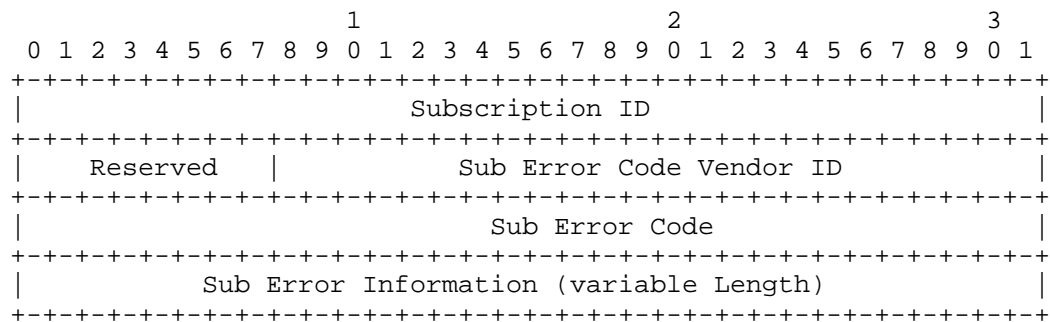 1                   2                   3
 0 1 2 3 4 5 6 7 8 9 0 1 2 3 4 5 6 7 8 9 0 1 2 3 4 5 6 7 8 9 0 1
+-+-+-+-+-+-+-+-+-+-+-+-+-+-+-+-+-+-+-+-+-+-+-+-+-+-+-+-+-+-+-+-+
|                        Subscription ID                        |
+-+-+-+-+-+-+-+-+-+-+-+-+-+-+-+-+-+-+-+-+-+-+-+-+-+-+-+-+-+-+-+-+
|    Reserved   |           Sub Error Code Vendor ID            |
+-+-+-+-+-+-+-+-+-+-+-+-+-+-+-+-+-+-+-+-+-+-+-+-+-+-+-+-+-+-+-+-+
|                             Sub Error Code                    |
+-+-+-+-+-+-+-+-+-+-+-+-+-+-+-+-+-+-+-+-+-+-+-+-+-+-+-+-+-+-+-+-+
|           Sub Error Information (variable Length)             |
+-+-+-+-+-+-+-+-+-+-+-+-+-+-+-+-+-+-+-+-+-+-+-+-+-+-+-+-+-+-+-+-+